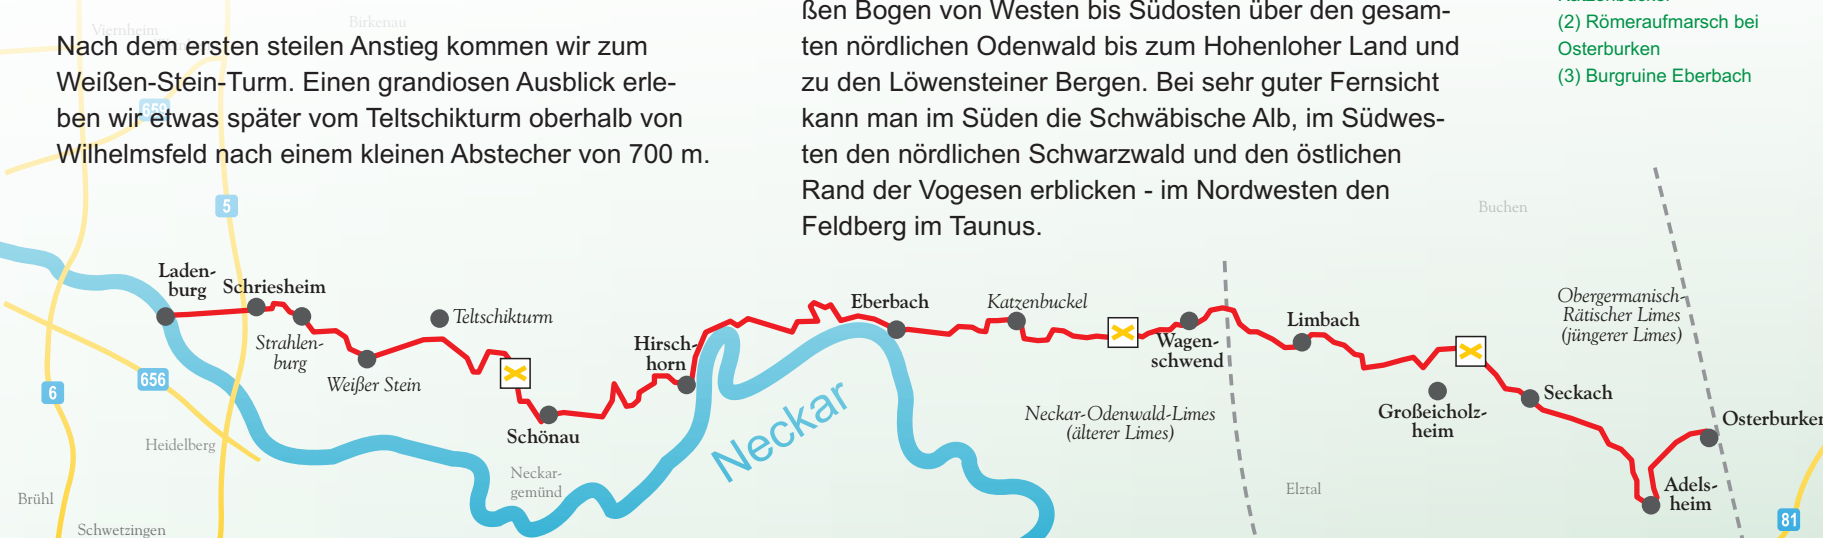 Nach dem ersten steilen Anstieg kommen wir zum
Weißen-Stein-Turm. Einen grandiosen Ausblick erle-
ben wir etwas später vom Teltschikturm oberhalb von
Wilhelmsfeld nach einem kleinen Abstecher von 700 m.
ßen Bogen von Westen bis Südosten über den gesam-
ten nördlichen Odenwald bis zum Hohenloher Land und
zu den Löwensteiner Bergen. Bei sehr guter Fernsicht
kann man im Süden die Schwäbische Alb, im Südwes-
ten den nördlichen Schwarzwald und den östlichen
Rand der Vogesen erblicken - im Nordwesten den
Feldberg im Taunus.
(2) Römeraufmarsch bei
Osterburken
(3) Burgruine Eberbach
Viernheim
Birkenau
659
5
Buchen
Laden-
burg
Schriesheim
Strahlen-
burg
Weißer Stein
Teltschikturm
Schönau
Hirsch-
horn
Eberbach
Katzenbuckel
Wagen-
schwend
Limbach
Obergermanisch-
Rätischer Limes
(jüngerer Limes)
Großeicholz-
heim
Seckach
Osterburken
Adels-
heim
Neckar-Odenwald-Limes
(älterer Limes)
Neckar
6
656
Heidelberg
Neckar-
gemünd
Brühl
Schwetzingen
Elztal
81